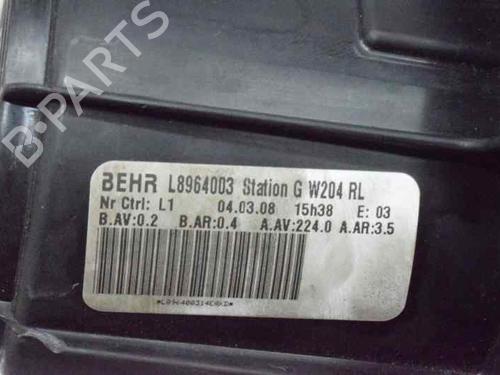 B-PARTS
BEHR L8964003 Station G W204 RL
Nr Ctrl: L1 04.03.08 15h38 E: 03
B.AV:0.2 B.AR:0.4 A.AV:224.0 A.AR:3.5